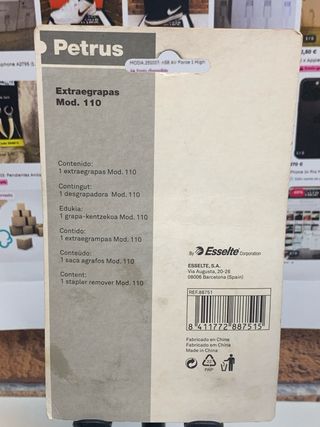 Petrus
Extraegrapas
Mod. 110
Contenido:
1 extraegrapas Mod. 110
Contingut:
1 desgrapadora Mod. 110
Edukia:
1 grapa-kentzekoa Mod. 110
Contido:
1 extraegrampas Mod. 110
Conteúdo:
1 saca agrafos Mod. 110
Content:
1 stapler remover Mod. 110
By Esselte Corporation
ESSELTE, S.A.
Via Augusta, 20-26
08006 Barcelona (Spain)
REF.88751
8 411772 887515
Fabricado en China
Fabricado em China
Made in China
PAP